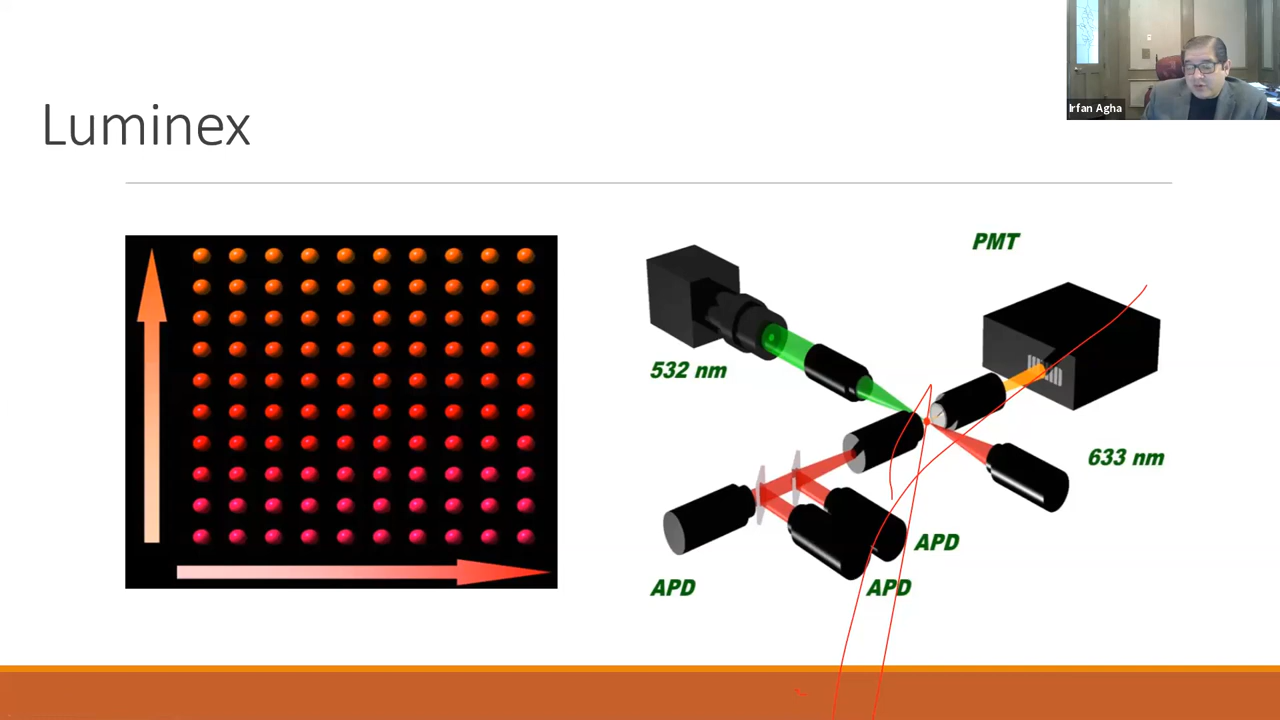 Irfan Agha
Luminex
PMT
532 nm
633 nm
APD
APD
APD